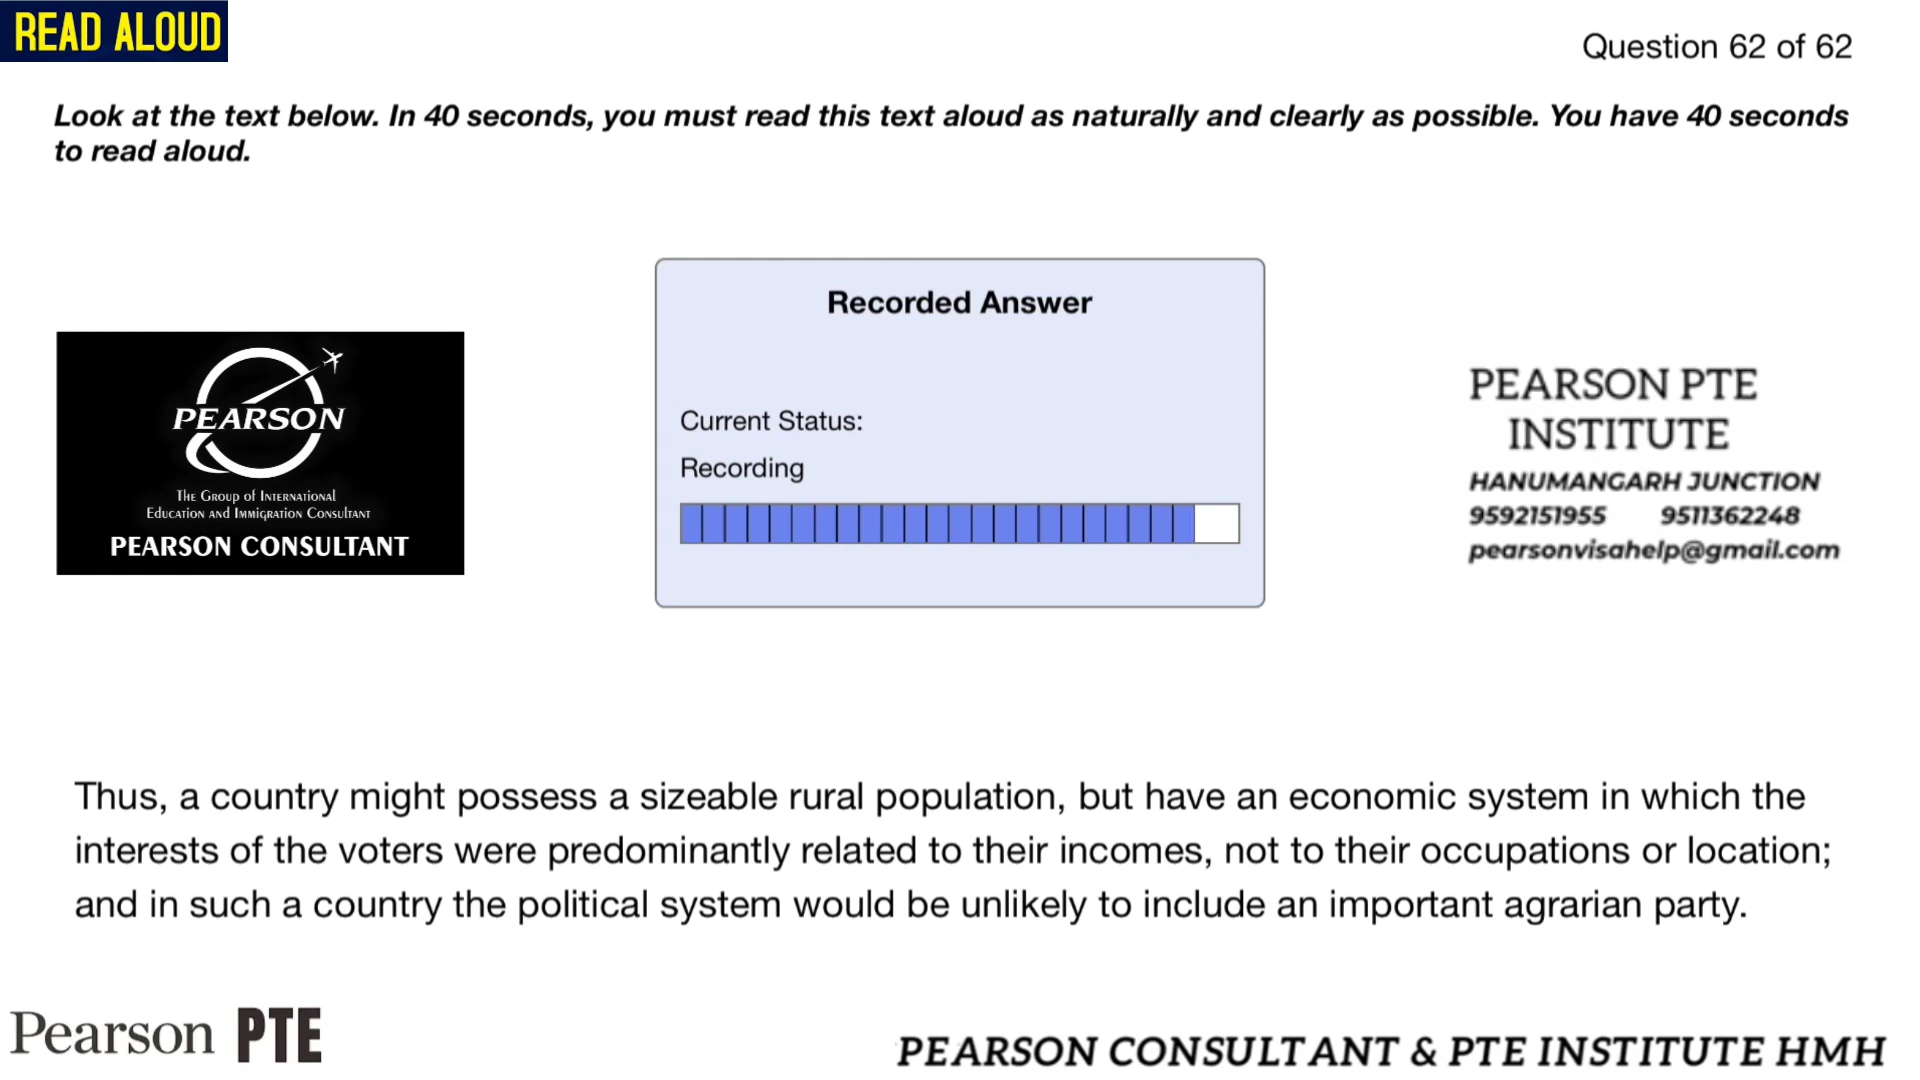 READ ALOUD
Question 62 of 62
Look at the text below. In 40 seconds, you must read this text aloud as naturally and clearly as possible. You have 40 seconds
to read aloud.
Recorded Answer
Current Status:
Recording
PEARSON
The Group of International
Education and Immigration Consultant
PEARSON CONSULTANT
PEARSON PTE
INSTITUTE
HANUMANGARH JUNCTION
9592151955 9511362248
pearsonvisahelp@gmail.com
Thus, a country might possess a sizeable rural population, but have an economic system in which the
interests of the voters were predominantly related to their incomes, not to their occupations or location;
and in such a country the political system would be unlikely to include an important agrarian party.
Pearson PTE
PEARSON CONSULTANT & PTE INSTITUTE HMH